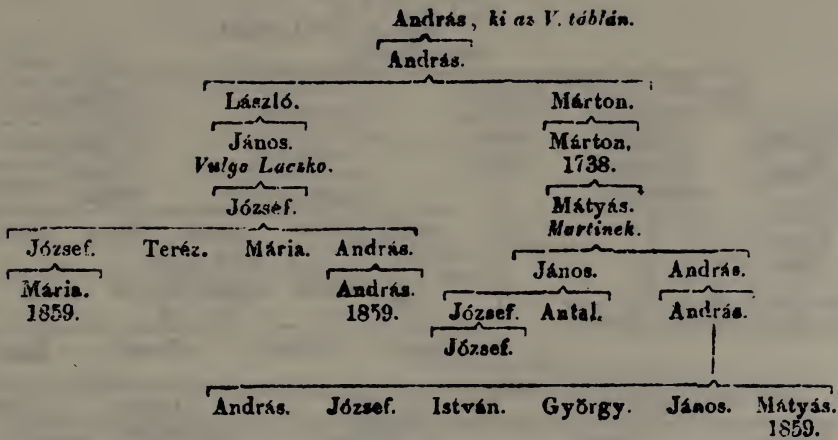 András, ki az V. táblán.
András.
László. Márton.
János. Márton.
Vulgo Laczko. 1738.
József. Mátyás.
Martinek.
József. Teréz. Mária. András.
János. András.
Mária. András. József. Antal. András.
1859. 1859.
József.
András. József. István. György. János. Mátyás.
1859.